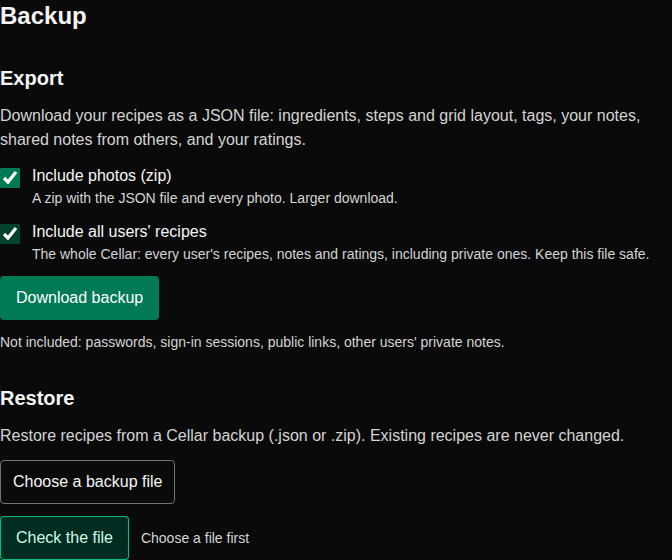 Backup
Export
Download your recipes as a JSON file: ingredients, steps and grid layout, tags, your notes,
shared notes from others, and your ratings.
Include photos (zip)
A zip with the JSON file and every photo. Larger download.
Include all users' recipes
The whole Cellar: every user's recipes, notes and ratings, including private ones. Keep this file safe.
Download backup
Not included: passwords, sign-in sessions, public links, other users' private notes.
Restore
Restore recipes from a Cellar backup (.json or .zip). Existing recipes are never changed.
Choose a backup file
Check the file Choose a file first